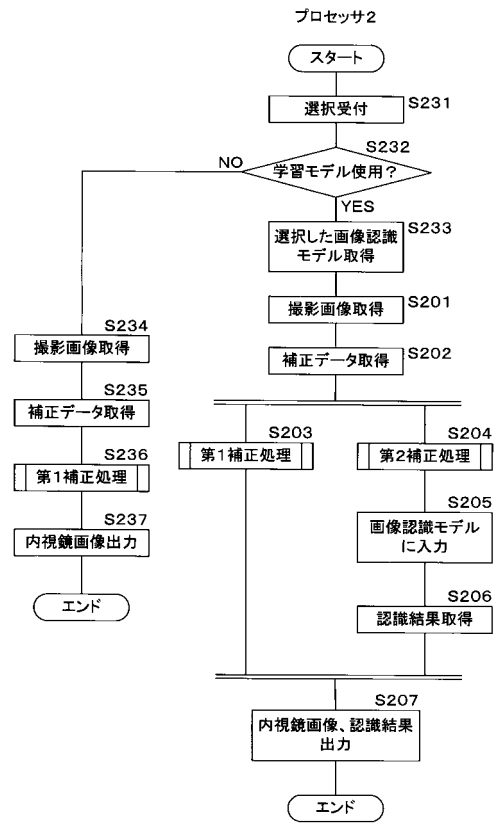 プロセッサ2
スタート
S231
選択受付
S232
学習モデル使用?
NO
YES
S233
選択した画像認識
モデル取得
S201
撮影画像取得
S202
補正データ取得
S234
撮影画像取得
S235
補正データ取得
S236
第1補正処理
S237
内視鏡画像出力
エンド
S203
第1補正処理
S204
第2補正処理
S205
画像認識モデル
に入力
S206
認識結果取得
S207
内視鏡画像、認識結果
出力
エンド